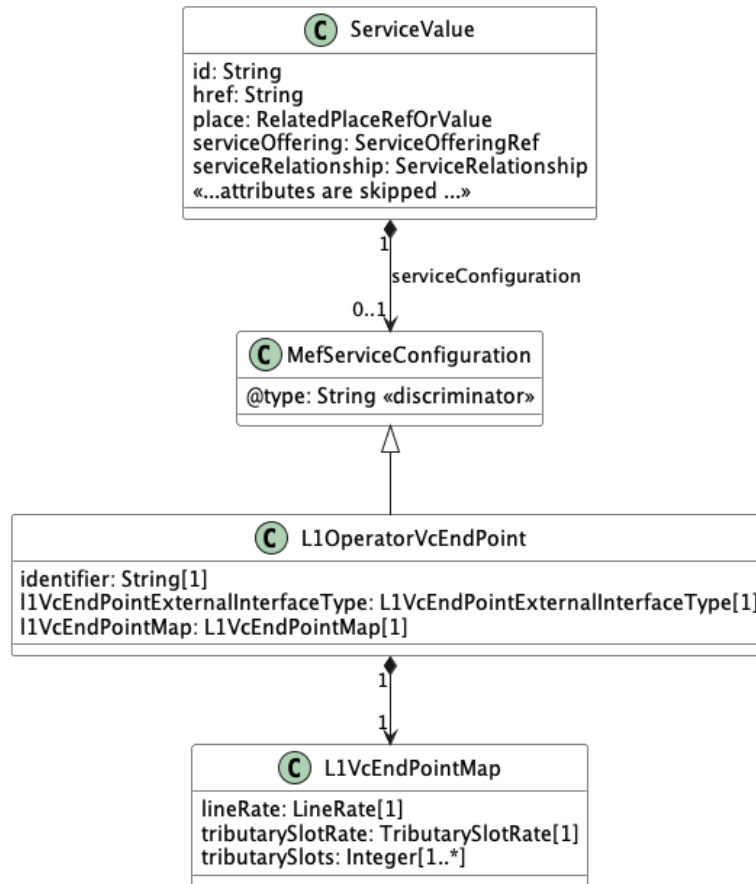 C ServiceValue
id: String
href: String
place: RelatedPlaceRefOrValue
serviceOffering: ServiceOfferingRef
serviceRelationship: ServiceRelationship
«...attributes are skipped ...»
1
serviceConfiguration
0..1
C MefServiceConfiguration
@type: String «discriminator»
C L1OperatorVcEndPoint
identifier: String[1]
l1VcEndPointExternalInterfaceType: L1VcEndPointExternalInterfaceType[1]
l1VcEndPointMap: L1VcEndPointMap[1]
1
1
C L1VcEndPointMap
lineRate: LineRate[1]
tributarySlotRate: TributarySlotRate[1]
tributarySlots: Integer[1..*]